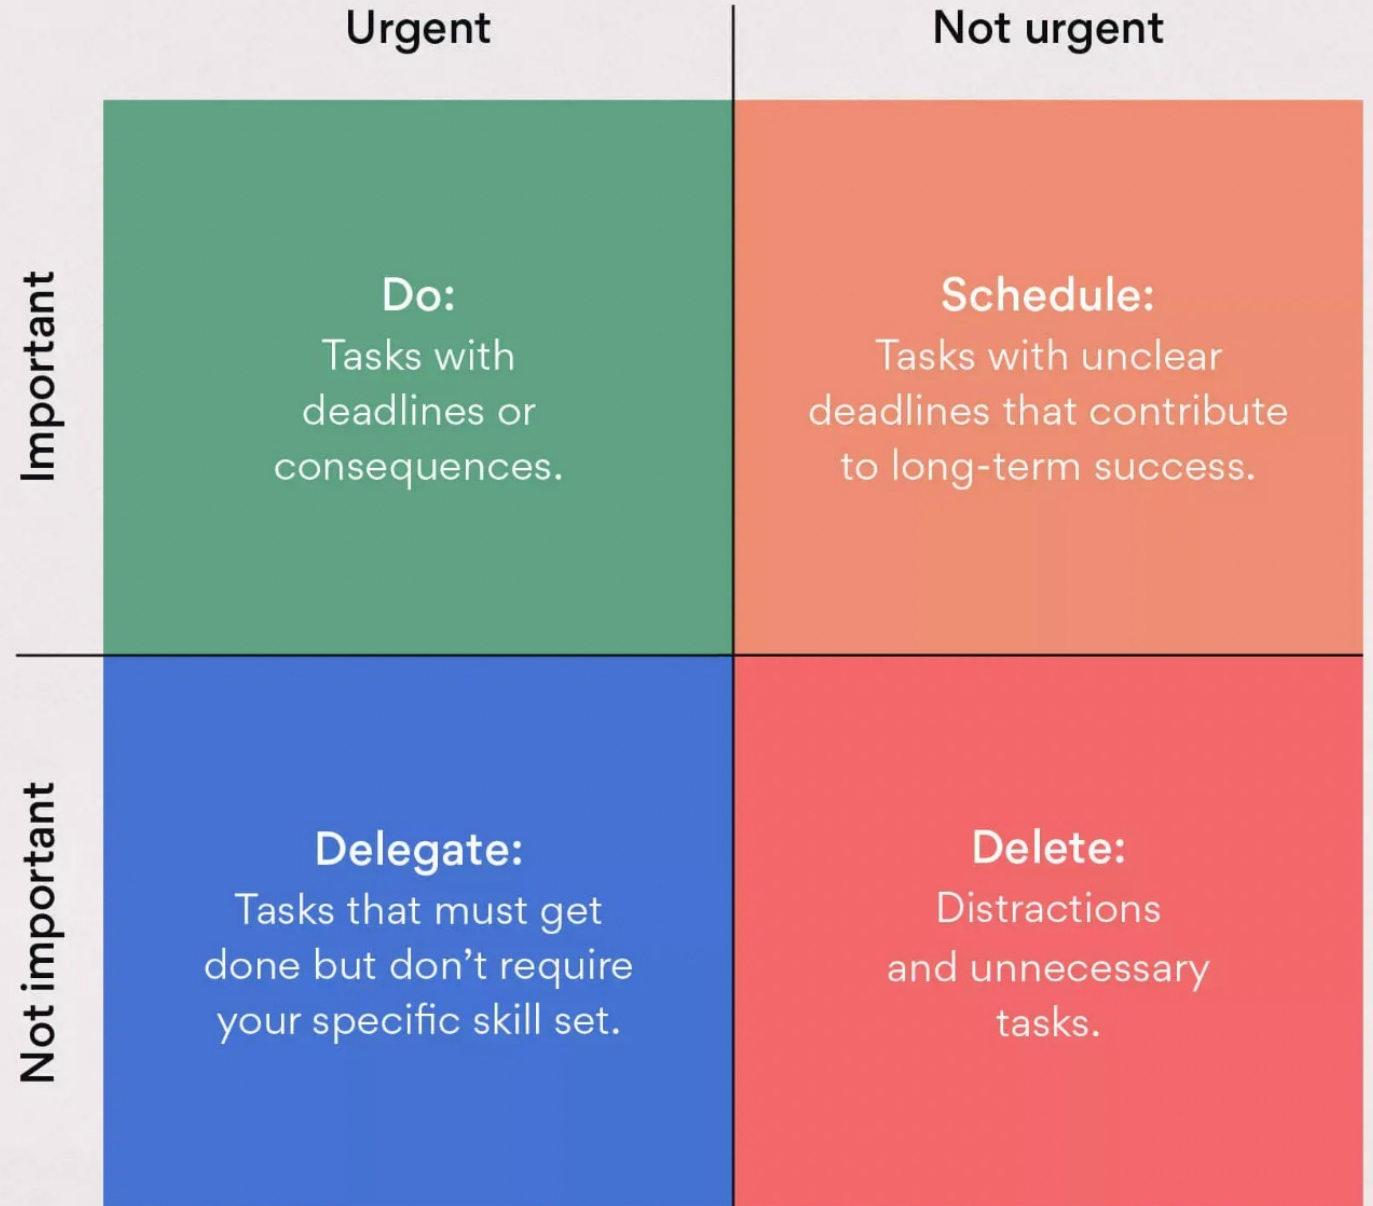 Urgent
Not urgent
Important
Do:
Tasks with
deadlines or
consequences.
Schedule:
Tasks with unclear
deadlines that contribute
to long-term success.
Not important
Delegate:
Tasks that must get
done but don’t require
your specific skill set.
Delete:
Distractions
and unnecessary
tasks.